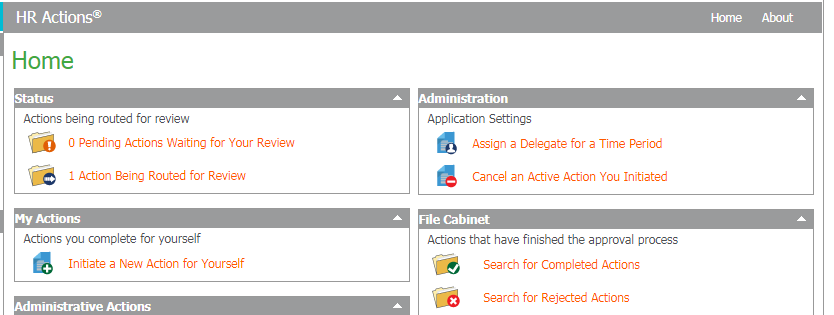 HR Actions®
Home
About
Home
Status
Actions being routed for review
0 Pending Actions Waiting for Your Review
1 Action Being Routed for Review
My Actions
Actions you complete for yourself
Initiate a New Action for Yourself
Administrative Actions
Administration
Application Settings
Assign a Delegate for a Time Period
Cancel an Active Action You Initiated
File Cabinet
Actions that have finished the approval process
Search for Completed Actions
Search for Rejected Actions